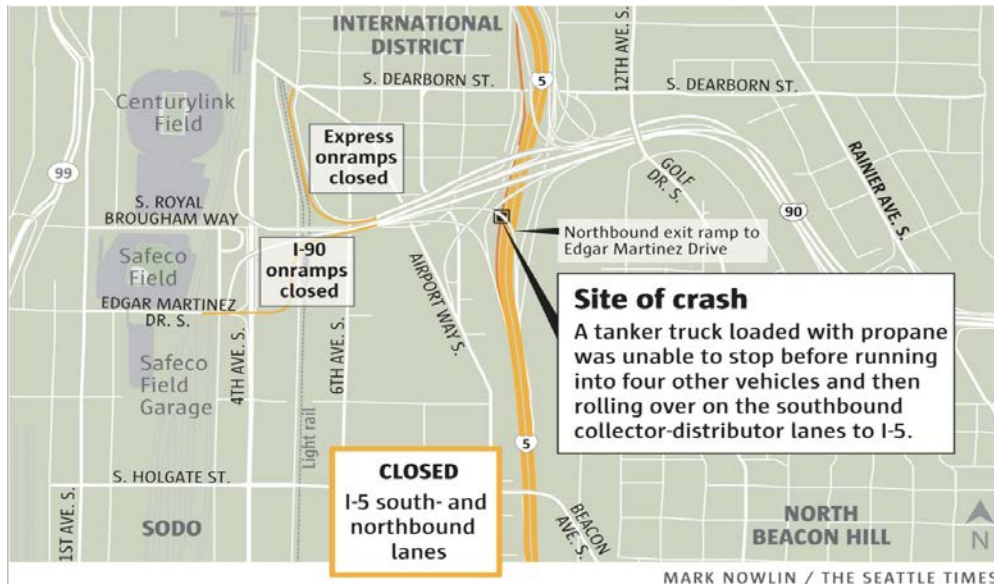 INTERNATIONAL
DISTRICT
5
12TH AVE. S.
S. DEARBORN ST.
S. DEARBORN ST.
Centurylink
Field
Express
onramps
closed
99
GOLF
DR. S.
RAINIER AVE. S.
90
S. ROYAL
BROUGHAM WAY
Northbound exit ramp to
Edgar Martinez Drive
I-90
onramps
closed
Safeco
Field
AIRPORT WAY S.
EDGAR MARTINEZ
DR. S.
Site of crash
A tanker truck loaded with propane
was unable to stop before running
into four other vehicles and then
rolling over on the southbound
collector-distributor lanes to I-5.
4TH AVE. S.
6TH AVE. S.
Safeco
Field
Garage
Light rail
5
CLOSED
I-5 south- and
northbound
lanes
S. HOLGATE ST.
1ST AVE. S.
SODO
BEACON
AVE. S.
NORTH
BEACON HILL
N
MARK NOWLIN / THE SEATTLE TIMES